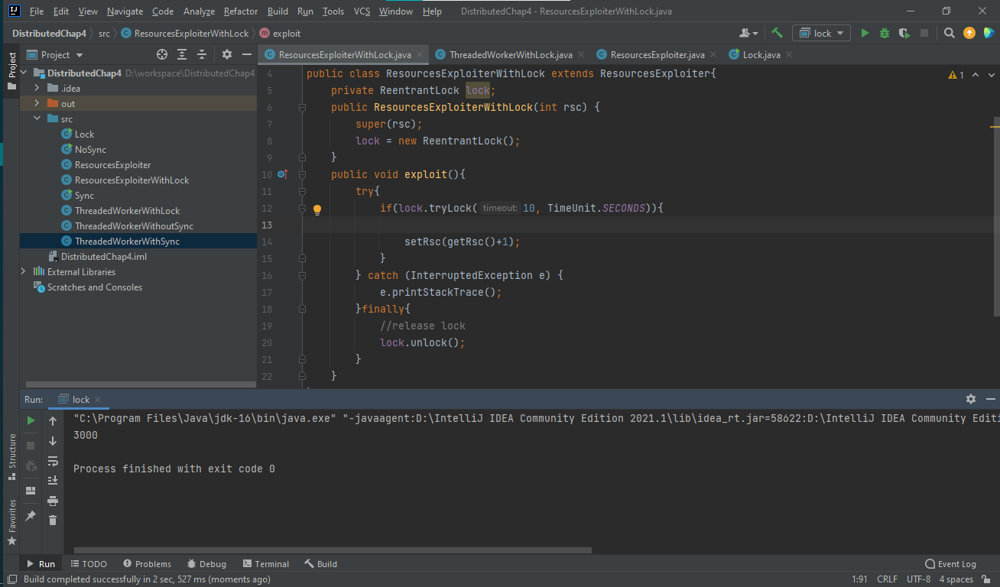 File Edit View Navigate Code Analyze Refactor Build Run Tools VCS Window Help DistributedChap4 - ResourcesExploiterWithLock.java
DistributedChap4 src ResourcesExploiterWithLock exploit lock
Project
Project
ResourcesExploiterWithLock.java ThreadedWorkerWithLock.java ResourcesExploiter.java Lock.java
DistributedChap4 D:\workspace\DistributedChap4
.idea
out
src
Lock
NoSync
ResourcesExploiter
ResourcesExploiterWithLock
Sync
ThreadedWorkerWithLock
ThreadedWorkerWithoutSync
ThreadedWorkerWithSync
DistributedChap4.iml
External Libraries
Scratches and Consoles
1
4 public class ResourcesExploiterWithLock extends ResourcesExploiter{
5 private ReentrantLock lock;
6 public ResourcesExploiterWithLock(int rsc) {
7 super(rsc);
8 lock = new ReentrantLock();
9 }
10 public void exploit(){
11 try{
12 if(lock.tryLock( timeout: 10, TimeUnit.SECONDS)){
13
14 setRsc(getRsc()+1);
15 }
16 } catch (InterruptedException e) {
17 e.printStackTrace();
18 }finally{
19 //release lock
20 lock.unlock();
21 }
22 }
Run: lock
"C:\Program Files\Java\jdk-16\bin\java.exe" "-javaagent:D:\IntelliJ IDEA Community Edition 2021.1\lib\idea_rt.jar=58622:D:\IntelliJ IDEA Community Editi
3000
Process finished with exit code 0
Structure
Favorites
Run TODO Problems Debug Terminal Build Event Log
Build completed successfully in 2 sec, 527 ms (moments ago) 1:91 CRLF UTF-8 4 spaces